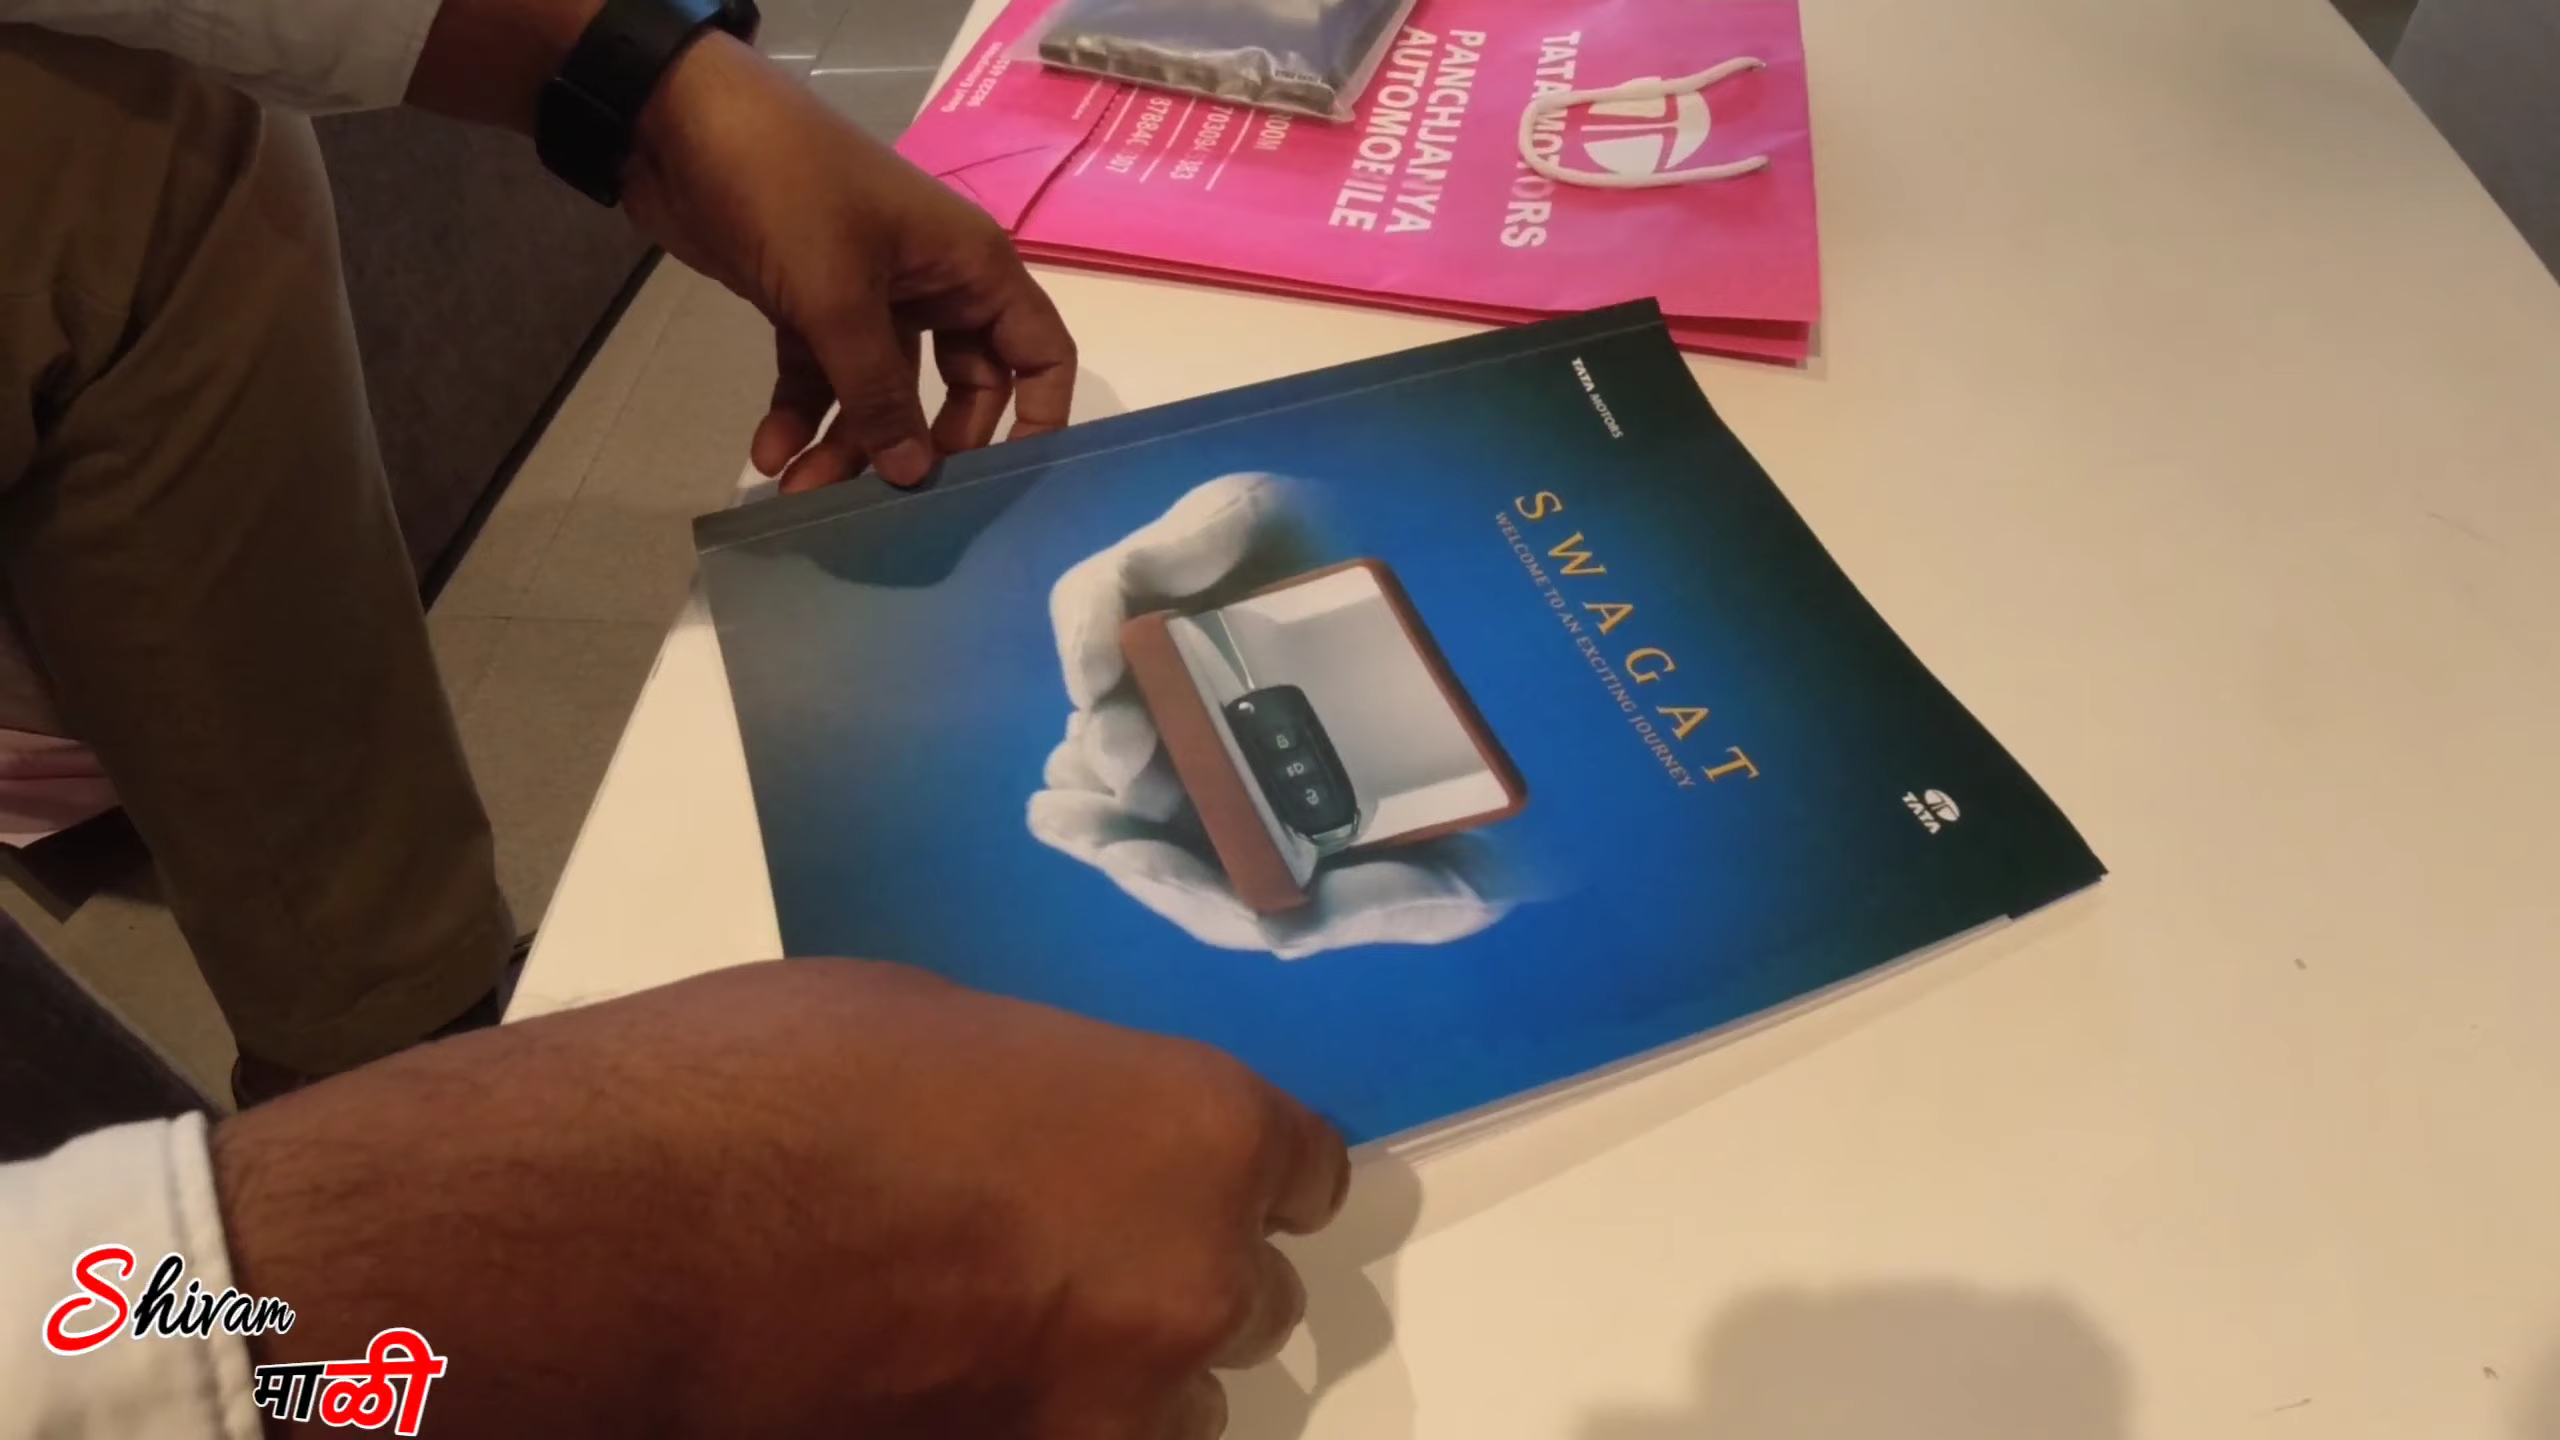 TATA MOTORS
PANCHJANYA
AUTOMOBILE
TATA MOTORS
SWAGAT
WELCOME TO AN EXCITING JOURNEY
TATA
Shivam
माळी